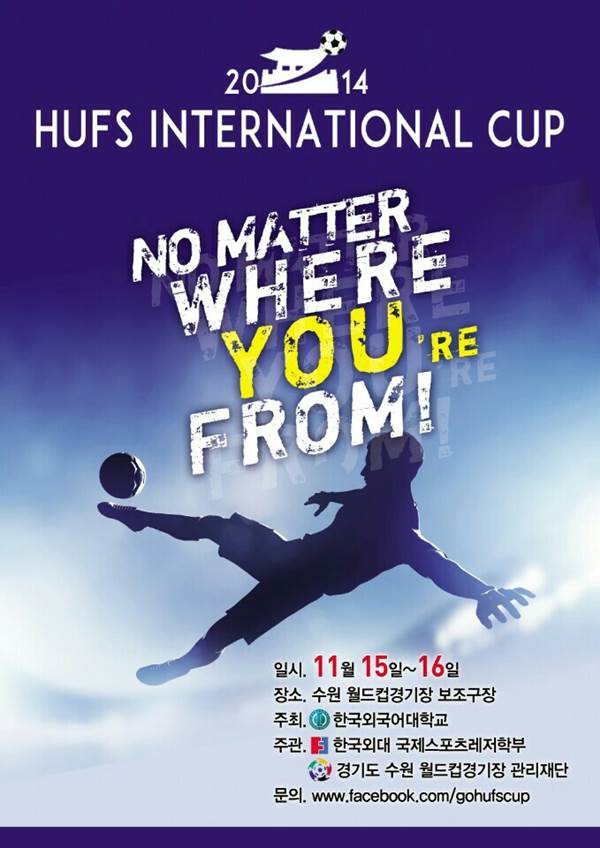 2014
HUFS INTERNATIONAL CUP
NO MATTER
WHERE
YOU'RE
FROM!
일시. 11월 15일~16일
장소. 수원 월드컵경기장 보조구장
주최. 한국외국어대학교
주관. 한국외대 국제스포츠레저학부
경기도 수원 월드컵경기장 관리재단
문의. www.facebook.com/gohufscup